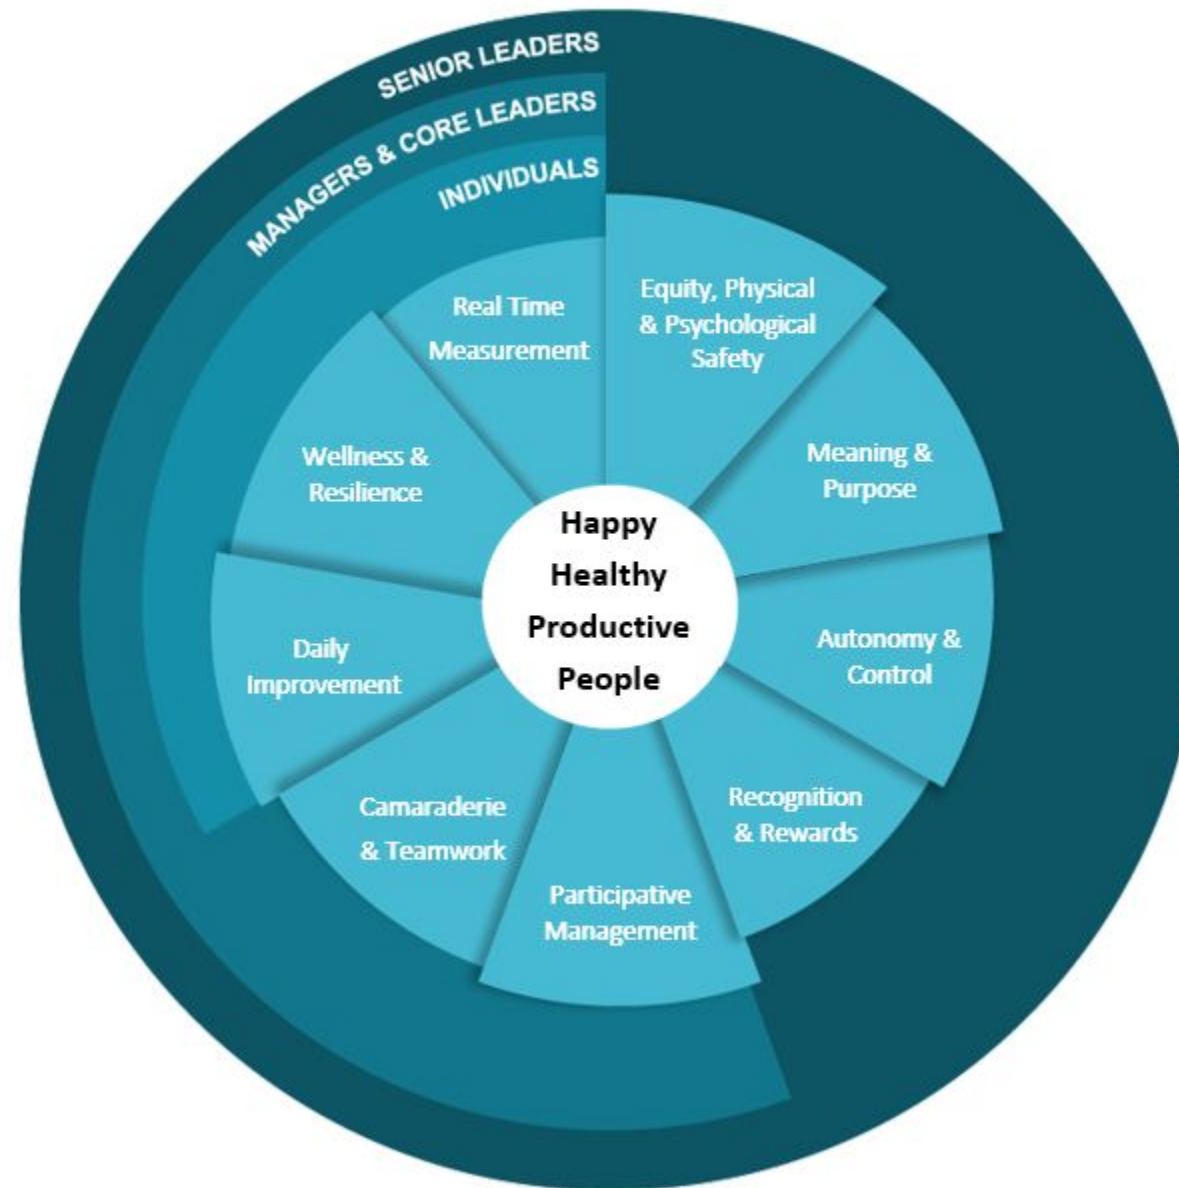 SENIOR LEADERS
MANAGERS & CORE LEADERS
INDIVIDUALS
Real Time
Measurement
Equity, Physical
& Psychological
Safety
Meaning &
Purpose
Autonomy &
Control
Recognition
& Rewards
Participative
Management
Camaraderie
& Teamwork
Daily
Improvement
Wellness &
Resilience
Happy
Healthy
Productive
People